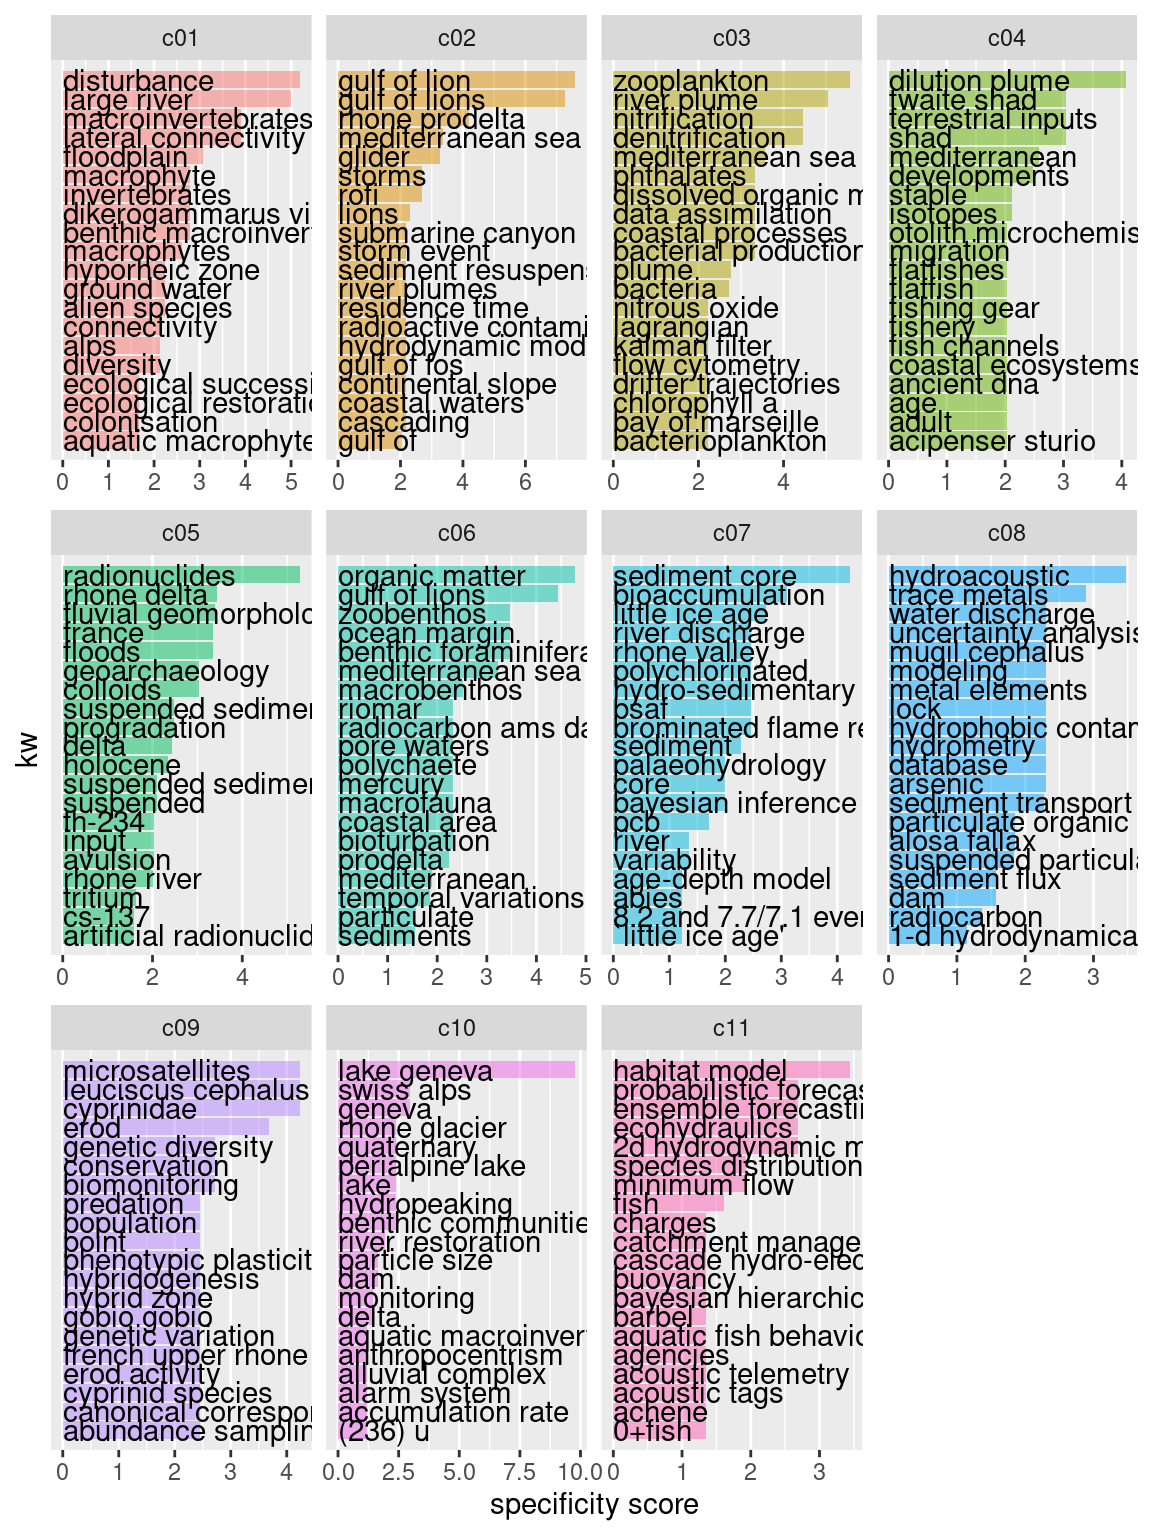 c01
disturbance
large river
macroinvertebrates
lateral connectivity
floodplain
macrophyte
invertebrates
dikerogammarus vi
benthic macroinver
macrophytes
hyporheic zone
ground water
alien species
connectivity
alps
diversity
ecological successi
ecological restoratio
colonisation
aquatic macrophyte
0 1 2 3 4 5
c02
gulf of lion
gulf of lions
rhone prodelta
mediterranean sea
glider
storms
rofi
lions
submarine canyon
storm event
sediment resuspens
river plumes
residence time
radioactive contami
hydrodynamic mod
gulf of fos
continental slope
coastal waters
cascading
gulf of
0 2 4 6
c03
zooplankton
river plume
nitrification
denitrification
mediterranean sea
phthalates
dissolved organic m
data assimilation
coastal processes
bacterial production
plume
bacteria
nitrous oxide
lagrangian
kalman filter
flow cytometry
drifter trajectories
chlorophyll a
bay of marseille
bacterioplankton
0 2 4
c04
dilution plume
twaite shad
terrestrial inputs
shad
mediterranean
developments
stable
isotopes
otolith microchemis
migration
flatfishes
flatfish
fishing gear
fishery
fish channels
coastal ecosystems
ancient dna
age
adult
acipenser sturio
0 1 2 3 4
c05
radionuclides
rhone delta
fluvial geomorpholo
france
floods
geoarchaeology
colloids
suspended sedimen
progradation
delta
holocene
suspended sedimen
suspended
th-234
input
avulsion
rhone river
tritium
cs-137
artificial radionuclid
0 2 4
c06
organic matter
gulf of lions
zoobenthos
ocean margin
benthic foraminifera
mediterranean sea
macrobenthos
riomar
radiocarbon ams da
pore waters
polychaete
mercury
macrofauna
coastal area
bioturbation
prodelta
mediterranean
temporal variations
particulate
sediments
0 1 2 3 4 5
c07
sediment core
bioaccumulation
little ice age
river discharge
rhone valley
polychlorinated
hydro-sedimentary
bsaf
brominated flame re
sediment
palaeohydrology
core
bayesian inference
pcb
river
variability
age-depth model
abies
8.2 and 7.7/7.1 even
'little ice age'
0 1 2 3 4
c08
hydroacoustic
trace metals
water discharge
uncertainty analysis
mugil cephalus
modeling
metal elements
lock
hydrophobic contan
hydrometry
database
arsenic
sediment transport
particulate organic
alosa fallax
suspended particula
sediment flux
dam
radiocarbon
1-d hydrodynamica
0 1 2 3
kw
c09
microsatellites
leuciscus cephalus
cyprinidae
erod
genetic diversity
conservation
biomonitoring
predation
population
point
phenotypic plasticit
hybridogenesis
hybrid zone
gobio gobio
genetic variation
french upper rhone
erod activity
cyprinid species
canonical correspon
abundance samplin
0 1 2 3 4
c10
lake geneva
swiss alps
geneva
rhone glacier
quaternary
perialpine lake
lake
hydropeaking
benthic communitie
river restoration
particle size
dam
monitoring
delta
aquatic macroinver
anthropocentrism
alluvial complex
alarm system
accumulation rate
(236) u
0.0 2.5 5.0 7.5 10.0
c11
habitat model
probabilistic forecas
ensemble forecastin
ecohydraulics
2d hydrodynamic m
species distribution
minimum flow
fish
charges
catchment manage
cascade hydro-elec
buoyancy
bayesian hierarchic
barbel
aquatic fish behavio
agencies
acoustic telemetry
acoustic tags
achene
0+fish
0 1 2 3
specificity score